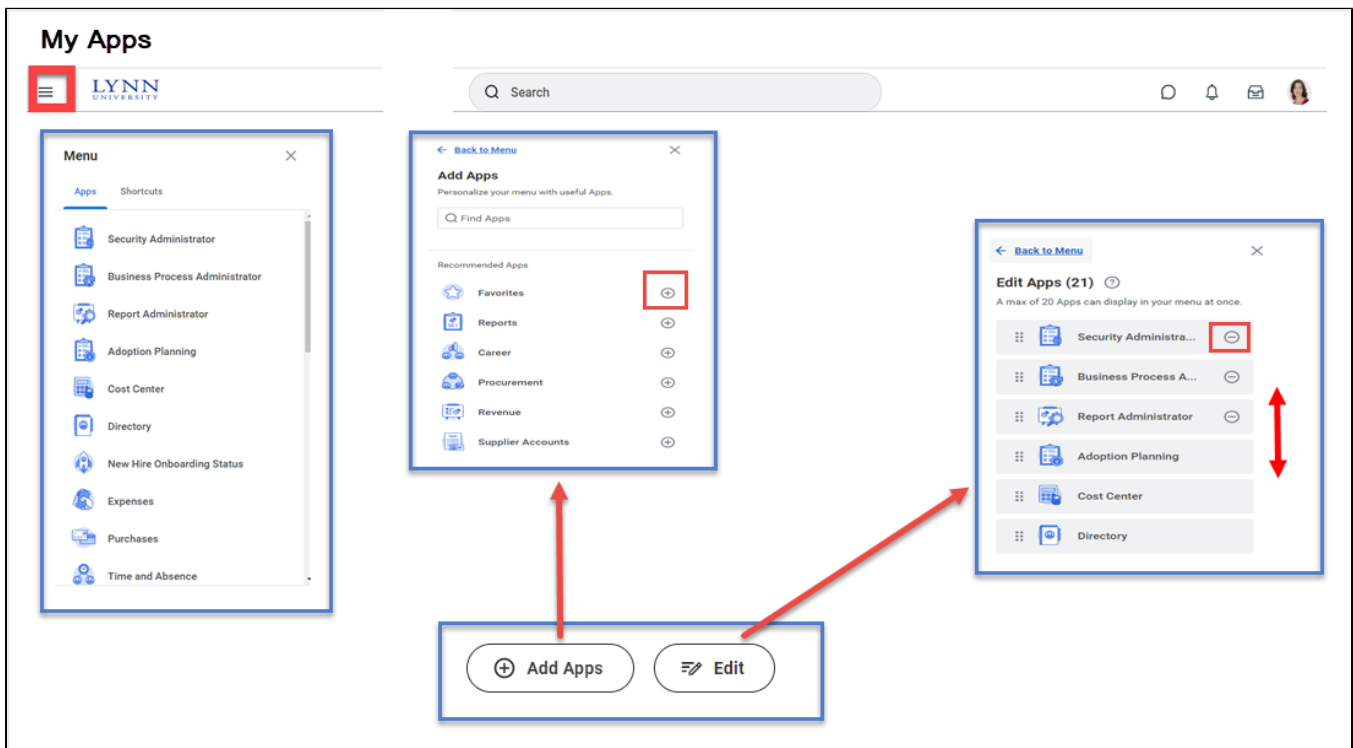 My Apps
LYNN
UNIVERSITY
Search
Menu
Apps Shortcuts
Security Administrator
Business Process Administrator
Report Administrator
Adoption Planning
Cost Center
Directory
New Hire Onboarding Status
Expenses
Purchases
Time and Absence
Back to Menu
Add Apps
Personalize your menu with useful Apps.
Find Apps
Recommended Apps
Favorites
Reports
Career
Procurement
Revenue
Supplier Accounts
Back to Menu
Edit Apps (21)
A max of 20 Apps can display in your menu at once.
Security Administra...
Business Process A...
Report Administrator
Adoption Planning
Cost Center
Directory
Add Apps
Edit